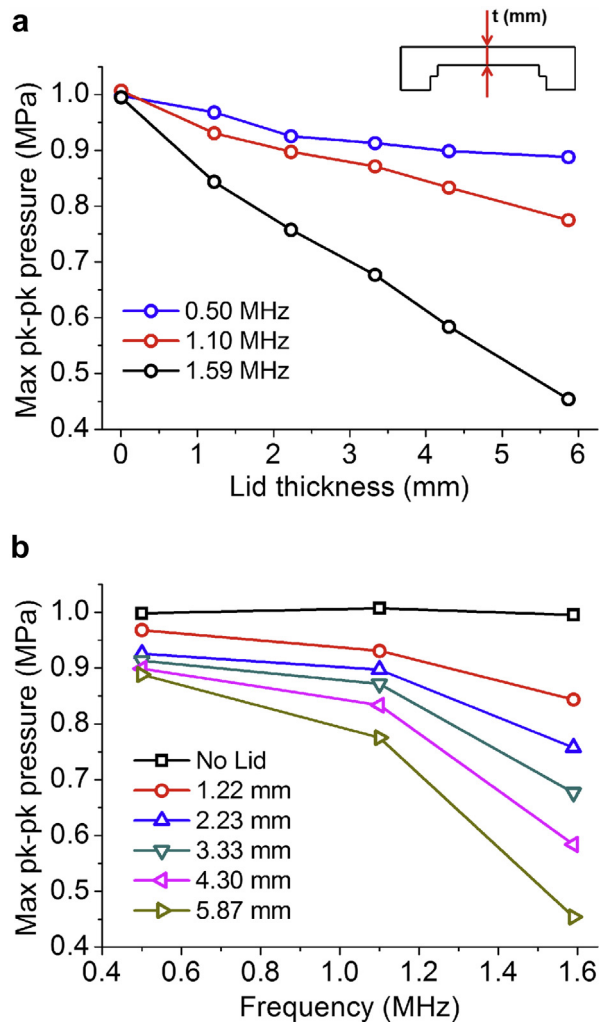 a
t (mm)
1.0
0.9
0.8
0.7
0.6
0.5
0.4
Max pk-pk pressure (MPa)
0.50 MHz
1.10 MHz
1.59 MHz
0 1 2 3 4 5 6
Lid thickness (mm)
b
1.0
0.9
0.8
0.7
0.6
0.5
0.4
Max pk-pk pressure (MPa)
No Lid
1.22 mm
2.23 mm
3.33 mm
4.30 mm
5.87 mm
0.4 0.6 0.8 1.0 1.2 1.4 1.6
Frequency (MHz)